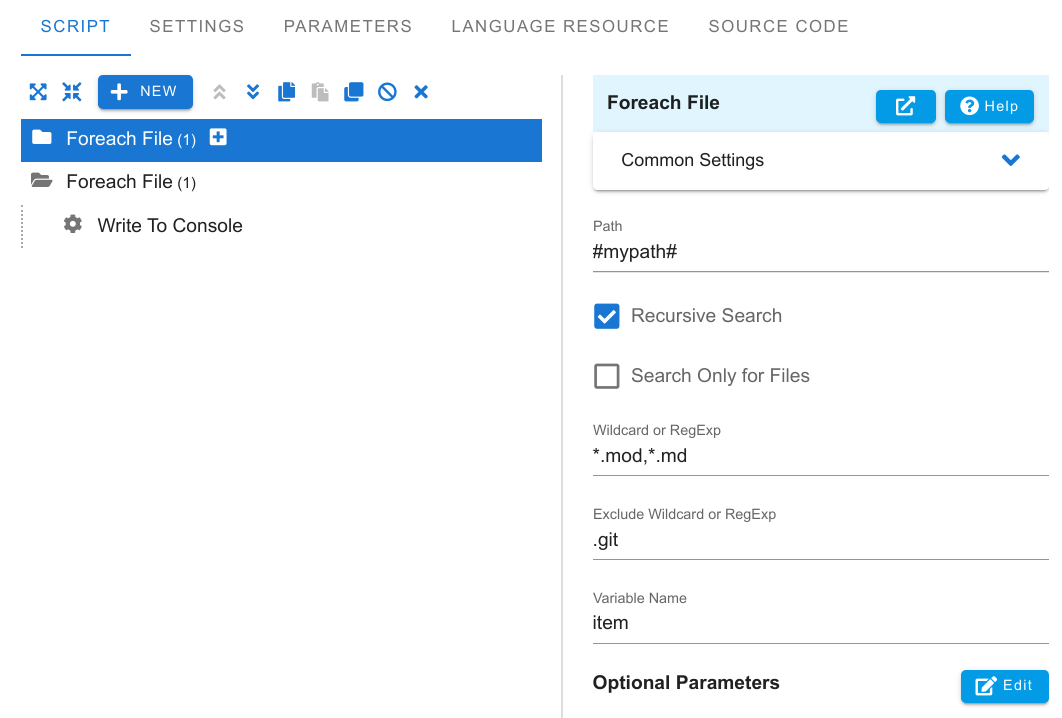 SCRIPT SETTINGS PARAMETERS LANGUAGE RESOURCE SOURCE CODE
NEW
Foreach File (1)
Foreach File (1)
Write To Console
Foreach File
Help
Common Settings
Path
#mypath#
Recursive Search
Search Only for Files
Wildcard or RegExp
*.mod,*.md
Exclude Wildcard or RegExp
.git
Variable Name
item
Optional Parameters
Edit